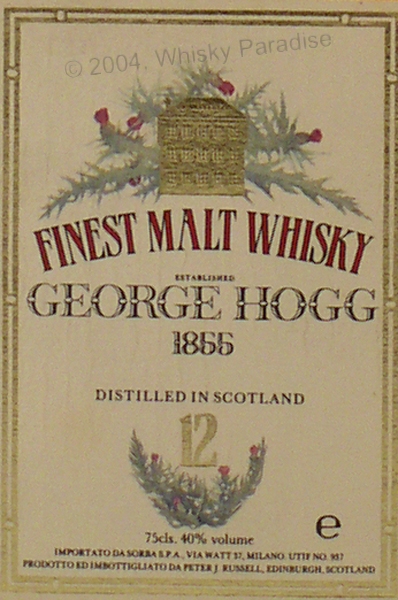 © 2004, Whisky Paradise
FINEST MALT WHISKY
ESTABLISHED
GEORGE HOGG
1855
DISTILLED IN SCOTLAND
12
75cls. 40% volume
e
IMPORTATO DA SORBA S.P.A., VIA WATT 37, MILANO. UTIF NO. 957
PRODOTTO ED IMBOTTIGLIATO DA PETER J. RUSSELL, EDINBURGH, SCOTLAND